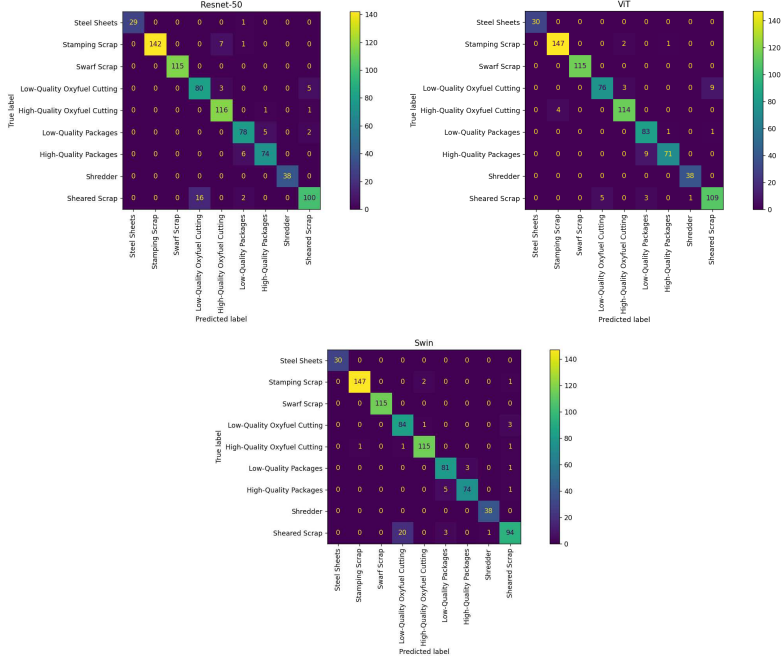 Resnet-50
Steel Sheets 29 0 0 0 0 1 0 0 0
Stamping Scrap 0 142 0 0 7 1 0 0 0
Swarf Scrap 0 0 115 0 0 0 0 0 0
Low-Quality Oxyfuel Cutting 0 0 0 80 3 0 0 0 5
High-Quality Oxyfuel Cutting 0 0 0 0 116 0 1 0 1
Low-Quality Packages 0 0 0 0 0 78 5 0 2
High-Quality Packages 0 0 0 0 0 6 74 0 0
Shredder 0 0 0 0 0 0 0 38 0
Sheared Scrap 0 0 0 16 0 2 0 0 100
True label
Steel Sheets
Stamping Scrap
Swarf Scrap
Low-Quality Oxyfuel Cutting
High-Quality Oxyfuel Cutting
Low-Quality Packages
High-Quality Packages
Shredder
Sheared Scrap
Predicted label
140
120
100
80
60
40
20
0
ViT
Steel Sheets 30 0 0 0 0 0 0 0 0
Stamping Scrap 0 147 0 0 2 0 1 0 0
Swarf Scrap 0 0 115 0 0 0 0 0 0
Low-Quality Oxyfuel Cutting 0 0 0 76 3 0 0 0 9
High-Quality Oxyfuel Cutting 0 4 0 0 114 0 0 0 0
Low-Quality Packages 0 0 0 0 0 83 1 0 1
High-Quality Packages 0 0 0 0 0 9 71 0 0
Shredder 0 0 0 0 0 0 0 38 0
Sheared Scrap 0 0 0 5 0 3 0 1 109
True label
Steel Sheets
Stamping Scrap
Swarf Scrap
Low-Quality Oxyfuel Cutting
High-Quality Oxyfuel Cutting
Low-Quality Packages
High-Quality Packages
Shredder
Sheared Scrap
Predicted label
140
120
100
80
60
40
20
0
Swin
Steel Sheets 30 0 0 0 0 0 0 0 0
Stamping Scrap 0 147 0 0 2 0 0 0 1
Swarf Scrap 0 0 115 0 0 0 0 0 0
Low-Quality Oxyfuel Cutting 0 0 0 84 1 0 0 0 3
High-Quality Oxyfuel Cutting 0 1 0 1 115 0 0 0 1
Low-Quality Packages 0 0 0 0 0 81 3 0 1
High-Quality Packages 0 0 0 0 0 5 74 0 1
Shredder 0 0 0 0 0 0 0 38 0
Sheared Scrap 0 0 0 20 0 3 0 1 94
True label
Steel Sheets
Stamping Scrap
Swarf Scrap
Low-Quality Oxyfuel Cutting
High-Quality Oxyfuel Cutting
Low-Quality Packages
High-Quality Packages
Shredder
Sheared Scrap
Predicted label
140
120
100
80
60
40
20
0